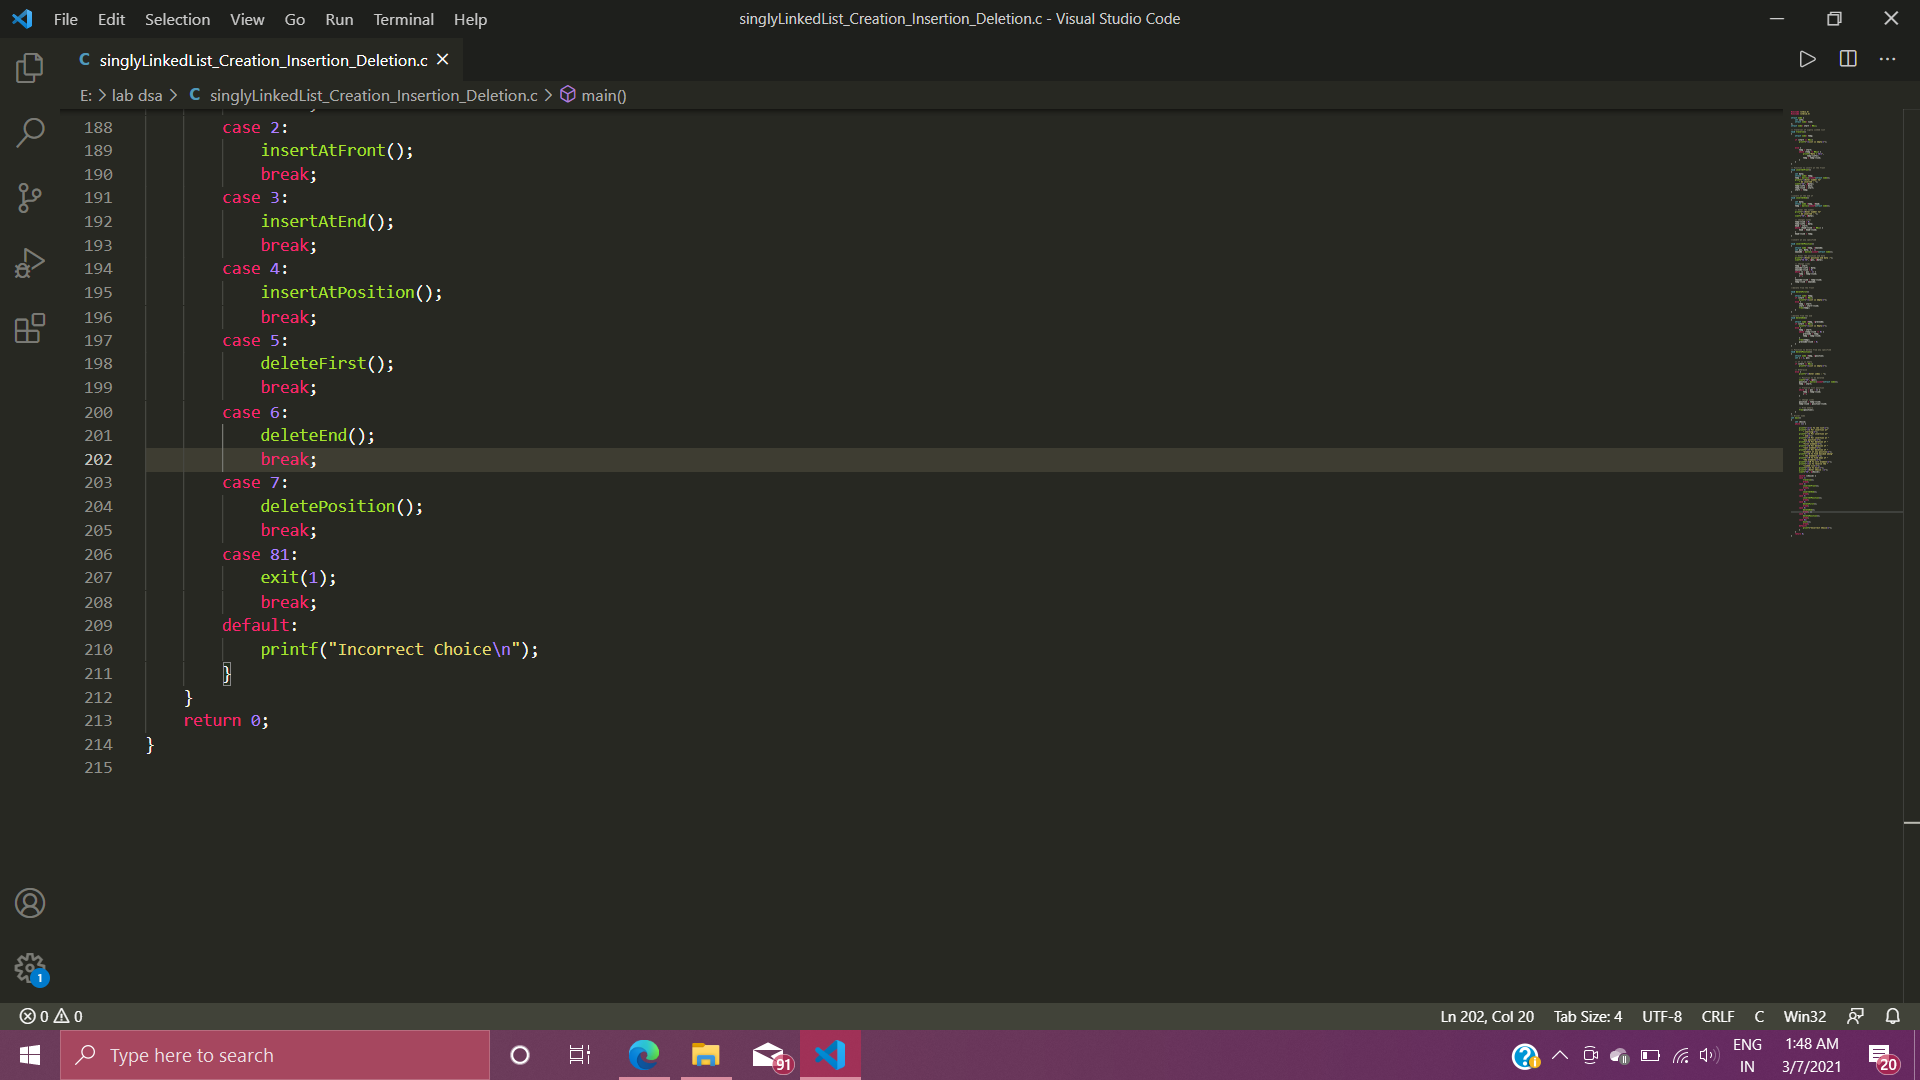 File Edit Selection View Go Run Terminal Help
singlyLinkedList_Creation_Insertion_Deletion.c - Visual Studio Code
C singlyLinkedList_Creation_Insertion_Deletion.c
E: > lab dsa > C singlyLinkedList_Creation_Insertion_Deletion.c > main()
188 case 2:
189 insertAtFront();
190 break;
191 case 3:
192 insertAtEnd();
193 break;
194 case 4:
195 insertAtPosition();
196 break;
197 case 5:
198 deleteFirst();
199 break;
200 case 6:
201 deleteEnd();
202 break;
203 case 7:
204 deletePosition();
205 break;
206 case 81:
207 exit(1);
208 break;
209 default:
210 printf("Incorrect Choice\n");
211 }
212 }
213 return 0;
214 }
215
1
0 0
Ln 202, Col 20 Tab Size: 4 UTF-8 CRLF C Win32
Type here to search
91
ENG
IN
1:48 AM
3/7/2021
20